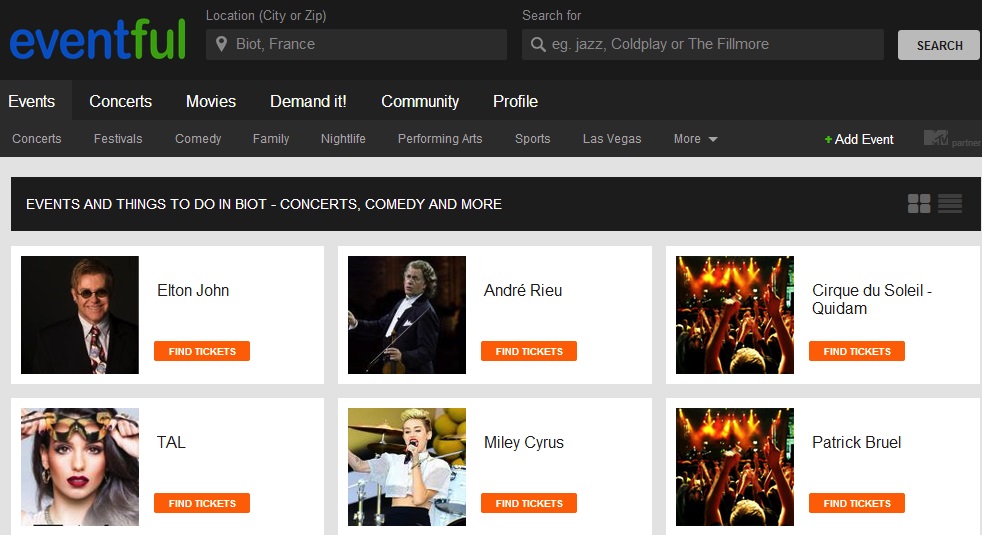 Location (City or Zip)
Search for
eventful
Biot, France
eg. jazz, Coldplay or The Fillmore
SEARCH
Events
Concerts
Movies
Demand it!
Community
Profile
Concerts
Festivals
Comedy
Family
Nightlife
Performing Arts
Sports
Las Vegas
More
+ Add Event
MTV partner
EVENTS AND THINGS TO DO IN BIOT - CONCERTS, COMEDY AND MORE
Elton John
FIND TICKETS
André Rieu
FIND TICKETS
Cirque du Soleil -
Quidam
FIND TICKETS
TAL
FIND TICKETS
Miley Cyrus
FIND TICKETS
Patrick Bruel
FIND TICKETS